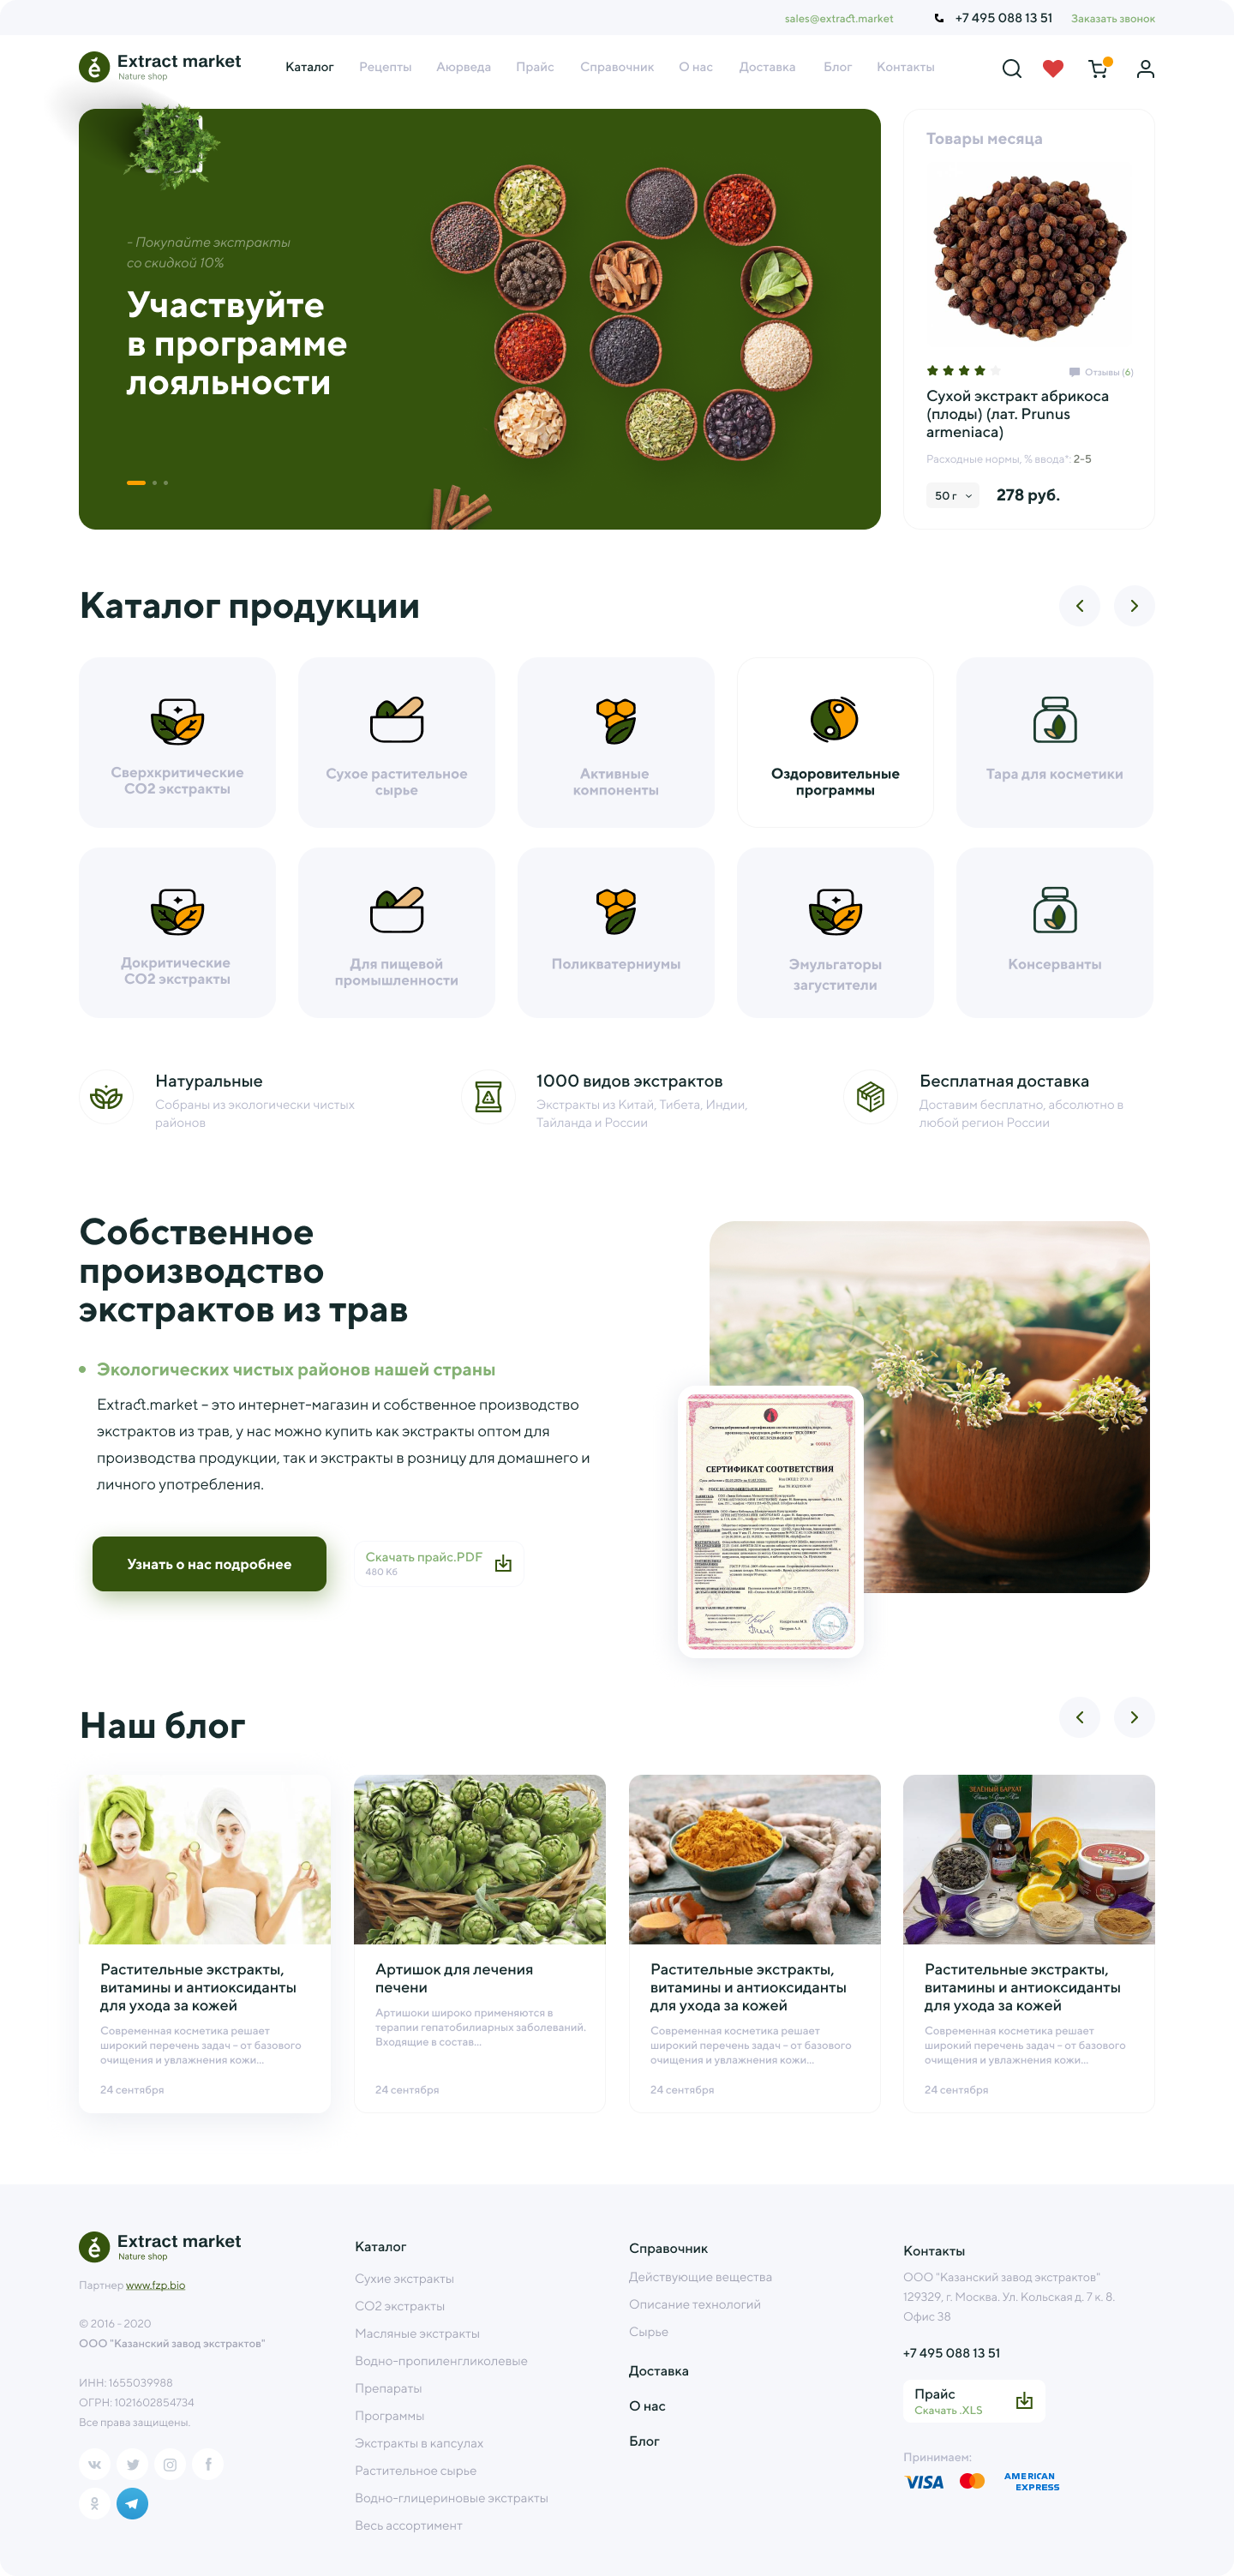 sales@extract.market
+7 495 088 13 51
Заказать звонок
Extract market
Nature shop
Каталог
Рецепты
Аюрведа
Прайс
Справочник
О нас
Доставка
Блог
Контакты
- Покупайте экстракты
со скидкой 10%
Участвуйте
в программе
лояльности
Товары месяца
Отзывы (6)
Сухой экстракт абрикоса
(плоды) (лат. Prunus
armeniaca)
Расходные нормы, % ввода*: 2-5
50 г
278 руб.
Каталог продукции
Сверхкритические
СО2 экстракты
Сухое растительное
сырье
Активные
компоненты
Оздоровительные
программы
Тара для косметики
Докритические
СО2 экстракты
Для пищевой
промышленности
Поликватерниумы
Эмульгаторы
загустители
Консерванты
Натуральные
Собраны из экологически чистых
районов
1000 видов экстрактов
Экстракты из Китай, Тибета, Индии,
Тайланда и России
Бесплатная доставка
Доставим бесплатно, абсолютно в
любой регион России
Собственное
производство
экстрактов из трав
Экологических чистых районов нашей страны
Extract.market – это интернет-магазин и собственное производство
экстрактов из трав, у нас можно купить как экстракты оптом для
производства продукции, так и экстракты в розницу для домашнего и
личного употребления.
Узнать о нас подробнее
Скачать прайс.PDF
480 Кб
СЕРТИФИКАТ СООТВЕТСТВИЯ
Наш блог
ЗЕЛЁНЫЙ БАРХАТ
Растительные экстракты,
витамины и антиоксиданты
для ухода за кожей
Современная косметика решает
широкий перечень задач – от базового
очищения и увлажнения кожи...
24 сентября
Артишок для лечения
печени
Артишоки широко применяются в
терапии гепатобилиарных заболеваний.
Входящие в состав...
24 сентября
Растительные экстракты,
витамины и антиоксиданты
для ухода за кожей
Современная косметика решает
широкий перечень задач – от базового
очищения и увлажнения кожи...
24 сентября
Растительные экстракты,
витамины и антиоксиданты
для ухода за кожей
Современная косметика решает
широкий перечень задач – от базового
очищения и увлажнения кожи...
24 сентября
Extract market
Nature shop
Партнер www.fzp.bio
© 2016 - 2020
ООО "Казанский завод экстрактов"
ИНН: 1655039988
ОГРН: 1021602854734
Все права защищены.
Каталог
Сухие экстракты
СО2 экстракты
Масляные экстракты
Водно-пропиленгликолевые
Препараты
Программы
Экстракты в капсулах
Растительное сырье
Водно-глицериновые экстракты
Весь ассортимент
Справочник
Действующие вещества
Описание технологий
Сырье
Доставка
О нас
Блог
Контакты
ООО "Казанский завод экстрактов"
129329, г. Москва. Ул. Кольская д. 7 к. 8.
Офис 38
+7 495 088 13 51
Прайс
Скачать .XLS
Принимаем:
VISA
AMERICAN
EXPRESS